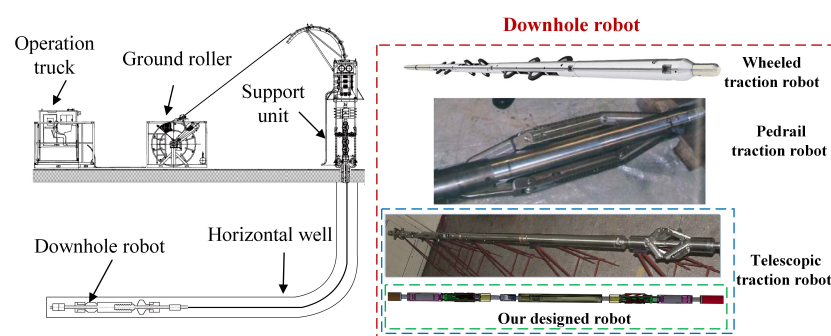 Downhole robot
Operation
truck
Ground roller
Support
unit
Downhole robot
Horizontal well
Wheeled
traction robot
Pedrail
traction robot
Telescopic
traction robot
Our designed robot